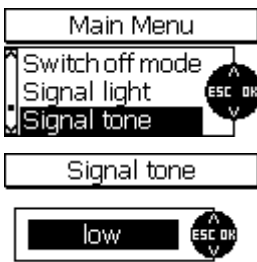 Main Menu
Switch off mode
Signal light
ESC OK
Signal tone
Signal tone
low
ESC OK